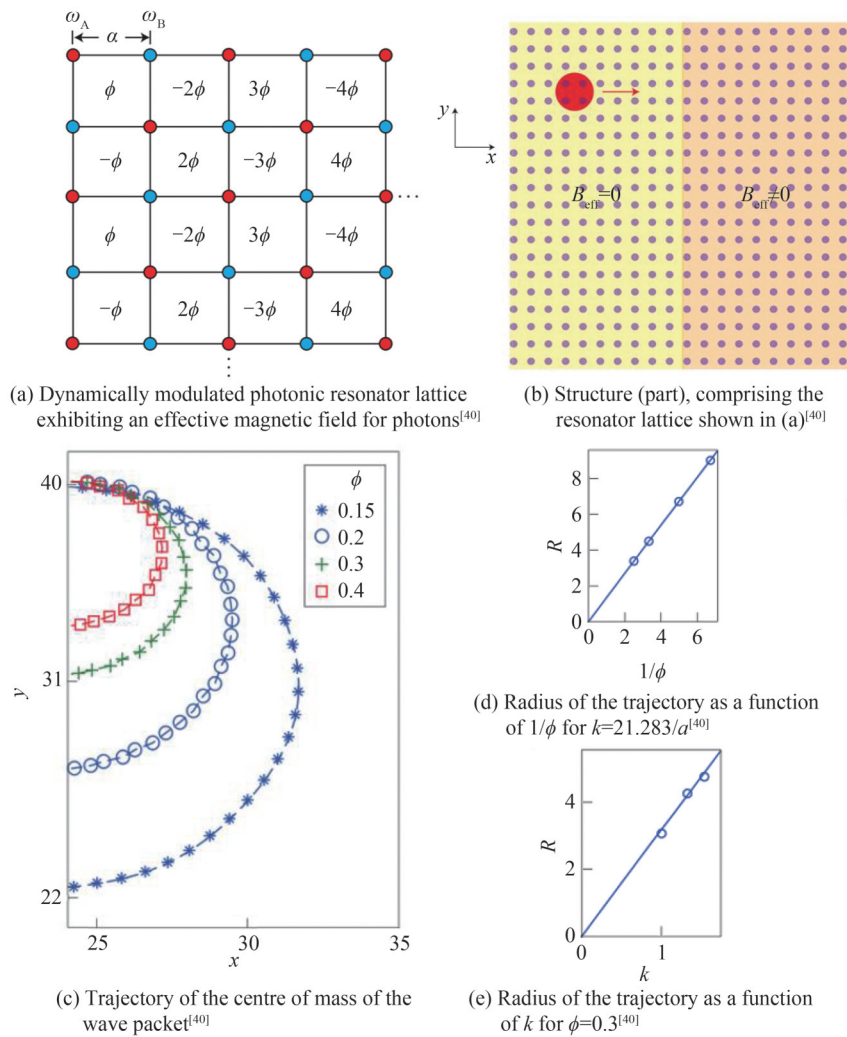 ω_A ω_B
α
ϕ −2ϕ 3ϕ −4ϕ
−ϕ 2ϕ −3ϕ 4ϕ
ϕ −2ϕ 3ϕ −4ϕ
−ϕ 2ϕ −3ϕ 4ϕ
...
⋮
y
x
B_eff=0 B_eff≠0
(a) Dynamically modulated photonic resonator lattice
exhibiting an effective magnetic field for photons[40]
(b) Structure (part), comprising the
resonator lattice shown in (a)[40]
40
31
22
y
25 30 35
x
ϕ
0.15
0.2
0.3
0.4
(c) Trajectory of the centre of mass of the
wave packet[40]
8
6
4
2
0
R
0 2 4 6
1/ϕ
(d) Radius of the trajectory as a function
of 1/ϕ for k=21.283/a[40]
4
2
0
R
0 1
k
(e) Radius of the trajectory as a function
of k for ϕ=0.3[40]